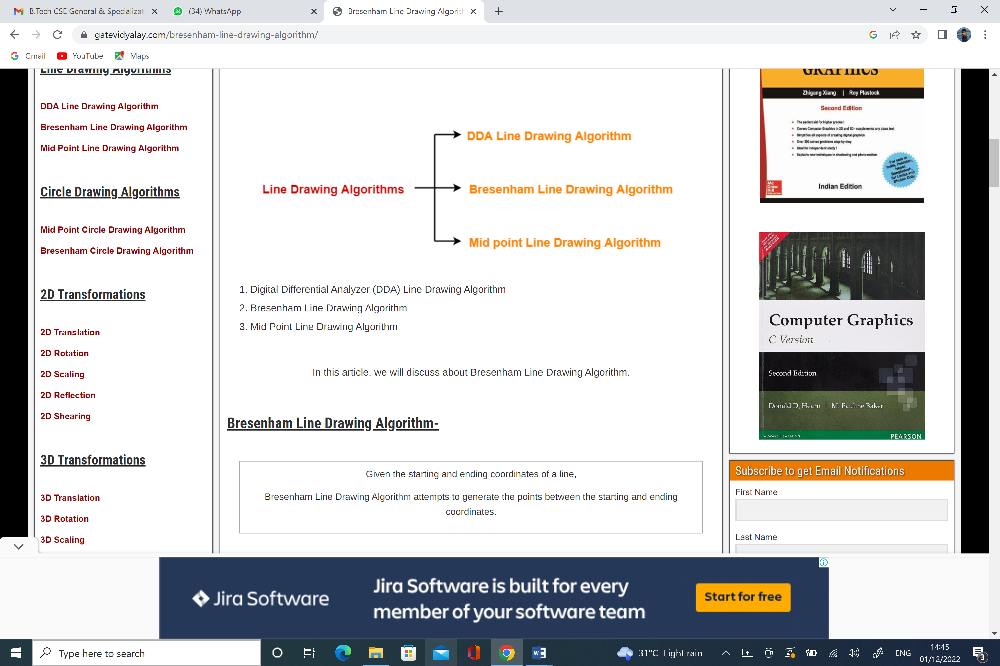 B.Tech CSE General & Specializati
(34) WhatsApp
Bresenham Line Drawing Algorith
gatevidyalay.com/bresenham-line-drawing-algorithm/
Gmail
YouTube
Maps
Line Drawing Algorithms
DDA Line Drawing Algorithm
Bresenham Line Drawing Algorithm
Mid Point Line Drawing Algorithm
Circle Drawing Algorithms
Mid Point Circle Drawing Algorithm
Bresenham Circle Drawing Algorithm
2D Transformations
2D Translation
2D Rotation
2D Scaling
2D Reflection
2D Shearing
3D Transformations
3D Translation
3D Rotation
3D Scaling
Line Drawing Algorithms
DDA Line Drawing Algorithm
Bresenham Line Drawing Algorithm
Mid point Line Drawing Algorithm
1. Digital Differential Analyzer (DDA) Line Drawing Algorithm
2. Bresenham Line Drawing Algorithm
3. Mid Point Line Drawing Algorithm
In this article, we will discuss about Bresenham Line Drawing Algorithm.
Bresenham Line Drawing Algorithm-
Given the starting and ending coordinates of a line,
Bresenham Line Drawing Algorithm attempts to generate the points between the starting and ending
coordinates.
GRAPHICS
Zhigang Xiang | Roy Plastock
Second Edition
The perfect aid for higher grades !
Covers Computer Graphics in 2D and 3D - supplements any class text
Simplifies all aspects of creating digital graphics
Over 350 solved problems step-by-step
Ideal for independent study !
Explains new techniques in shadowing and photo-realism
For sale in
India, Pakistan,
Nepal,
Bangladesh,
Sri Lanka and
Bhutan Only
Mc
Graw
Hill
Education
Indian Edition
Computer Graphics
C Version
Second Edition
Donald D. Hearn | M. Pauline Baker
ALWAYS LEARNING
PEARSON
Subscribe to get Email Notifications
First Name
Last Name
Jira Software
Jira Software is built for every
member of your software team
Start for free
Type here to search
31°C Light rain
ENG
14:45
01/12/2022
3